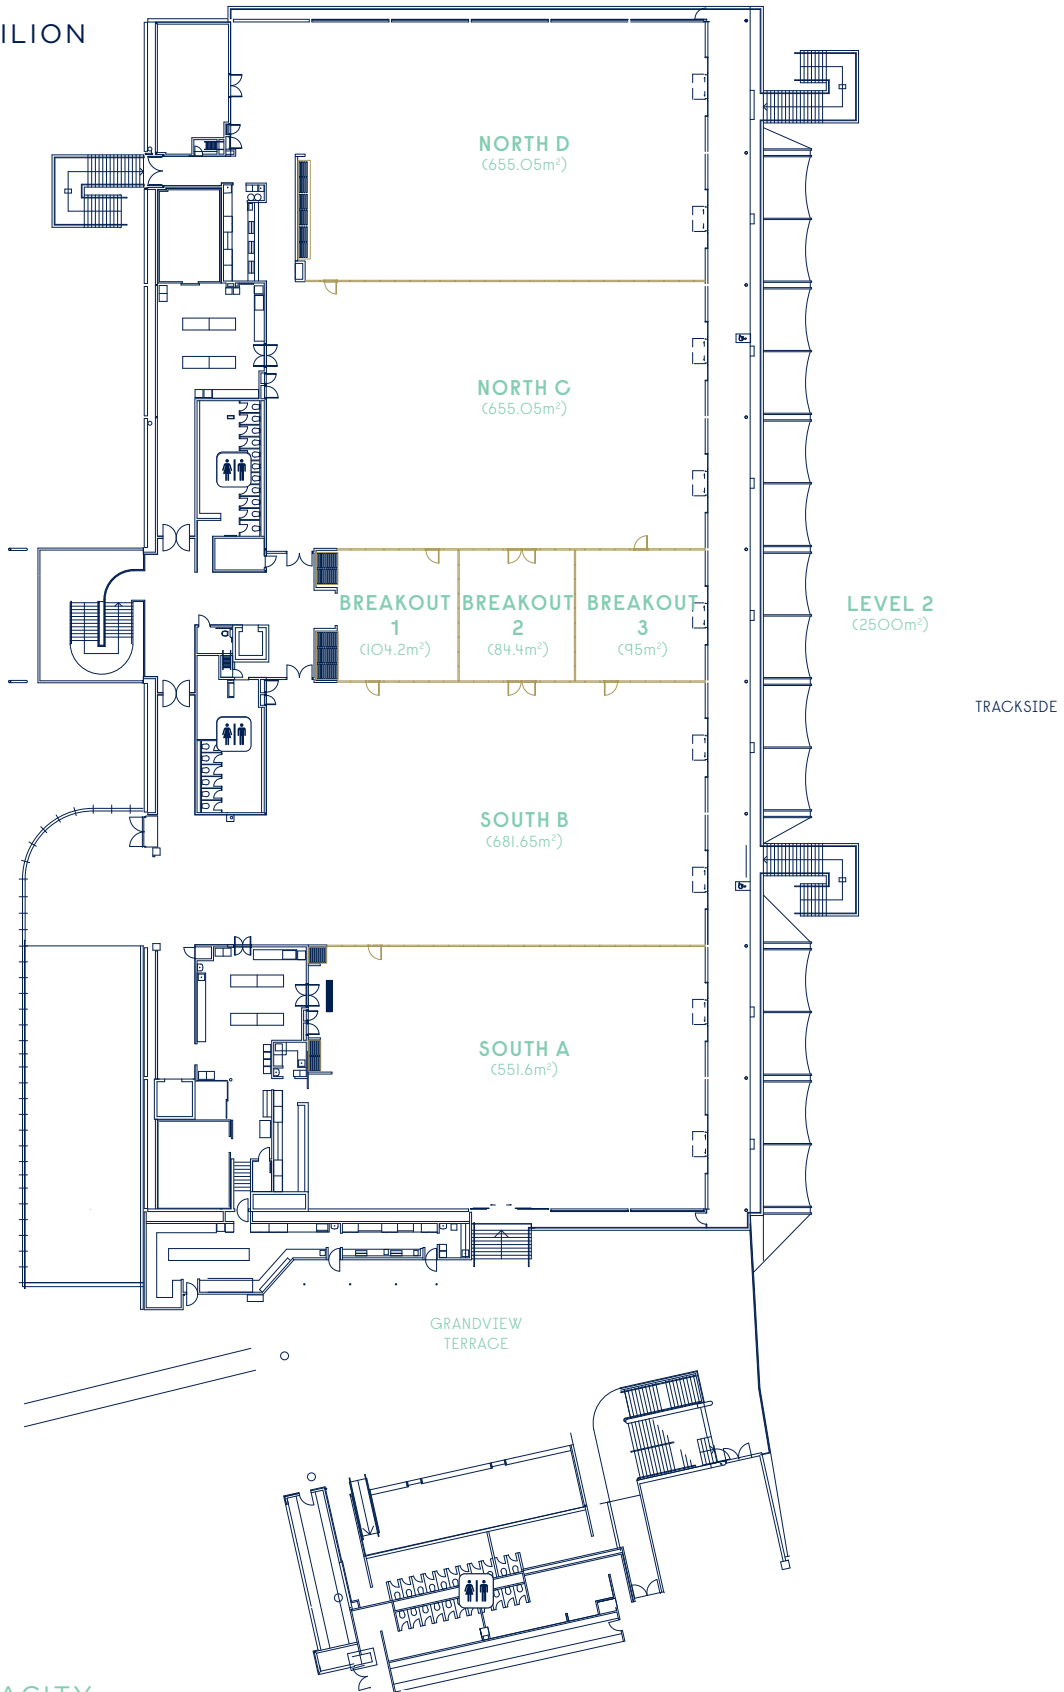 ILION
NORTH D
(655.05m²)
NORTH C
(655.05m²)
BREAKOUT
1
(104.2m²)
BREAKOUT
2
(84.4m²)
BREAKOUT
3
(95m²)
LEVEL 2
(2500m²)
TRACKSIDE
SOUTH B
(681.65m²)
SOUTH A
(551.6m²)
GRANDVIEW
TERRACE
ACITY